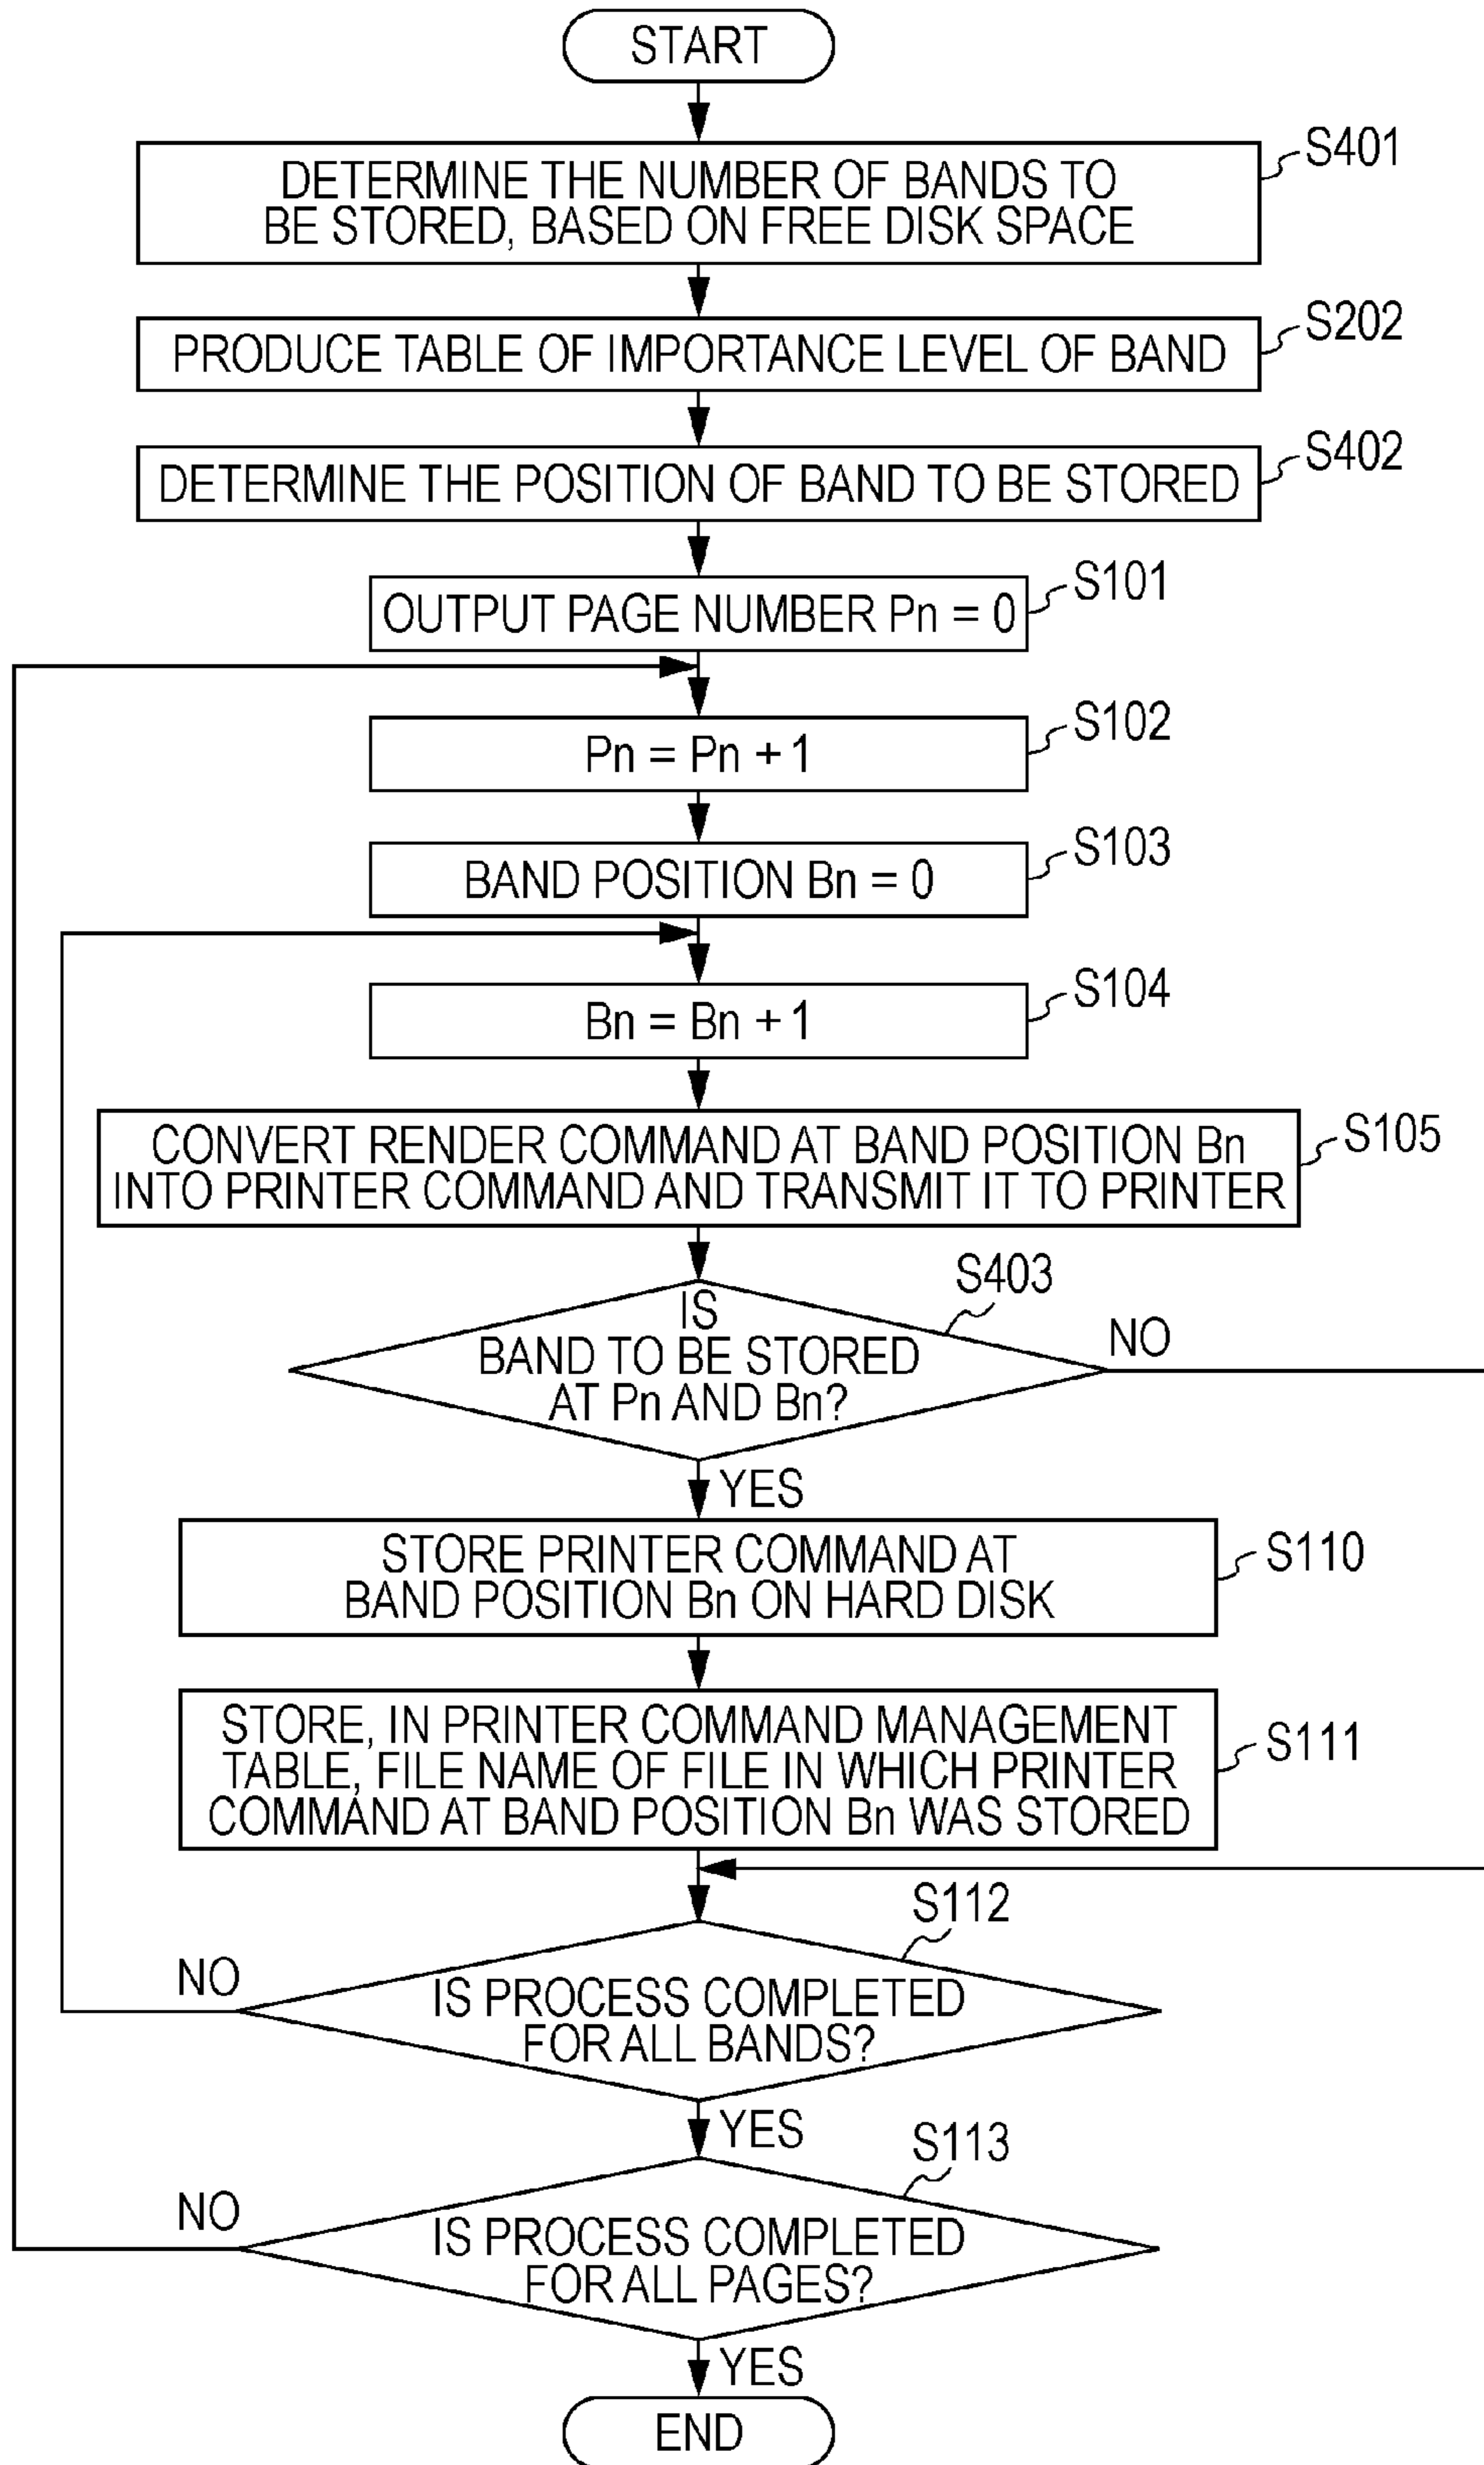 START
S401
DETERMINE THE NUMBER OF BANDS TO
BE STORED, BASED ON FREE DISK SPACE
S202
PRODUCE TABLE OF IMPORTANCE LEVEL OF BAND
S402
DETERMINE THE POSITION OF BAND TO BE STORED
S101
OUTPUT PAGE NUMBER Pn = 0
S102
Pn = Pn + 1
S103
BAND POSITION Bn = 0
S104
Bn = Bn + 1
S105
CONVERT RENDER COMMAND AT BAND POSITION Bn
INTO PRINTER COMMAND AND TRANSMIT IT TO PRINTER
S403
IS
BAND TO BE STORED
AT Pn AND Bn?
NO
YES
S110
STORE PRINTER COMMAND AT
BAND POSITION Bn ON HARD DISK
S111
STORE, IN PRINTER COMMAND MANAGEMENT
TABLE, FILE NAME OF FILE IN WHICH PRINTER
COMMAND AT BAND POSITION Bn WAS STORED
S112
NO
IS PROCESS COMPLETED
FOR ALL BANDS?
YES
S113
NO
IS PROCESS COMPLETED
FOR ALL PAGES?
YES
END